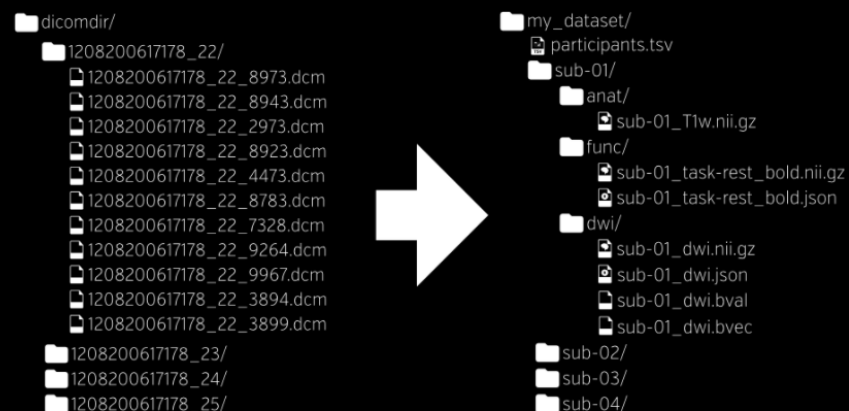 dicomdir/
1208200617178_22/
1208200617178_22_8973.dcm
1208200617178_22_8943.dcm
1208200617178_22_2973.dcm
1208200617178_22_8923.dcm
1208200617178_22_4473.dcm
1208200617178_22_8783.dcm
1208200617178_22_7328.dcm
1208200617178_22_9264.dcm
1208200617178_22_9967.dcm
1208200617178_22_3894.dcm
1208200617178_22_3899.dcm
1208200617178_23/
1208200617178_24/
1208200617178_25/
my_dataset/
participants.tsv
sub-01/
anat/
sub-01_T1w.nii.gz
func/
sub-01_task-rest_bold.nii.gz
sub-01_task-rest_bold.json
dwi/
sub-01_dwi.nii.gz
sub-01_dwi.json
sub-01_dwi.bval
sub-01_dwi.bvec
sub-02/
sub-03/
sub-04/